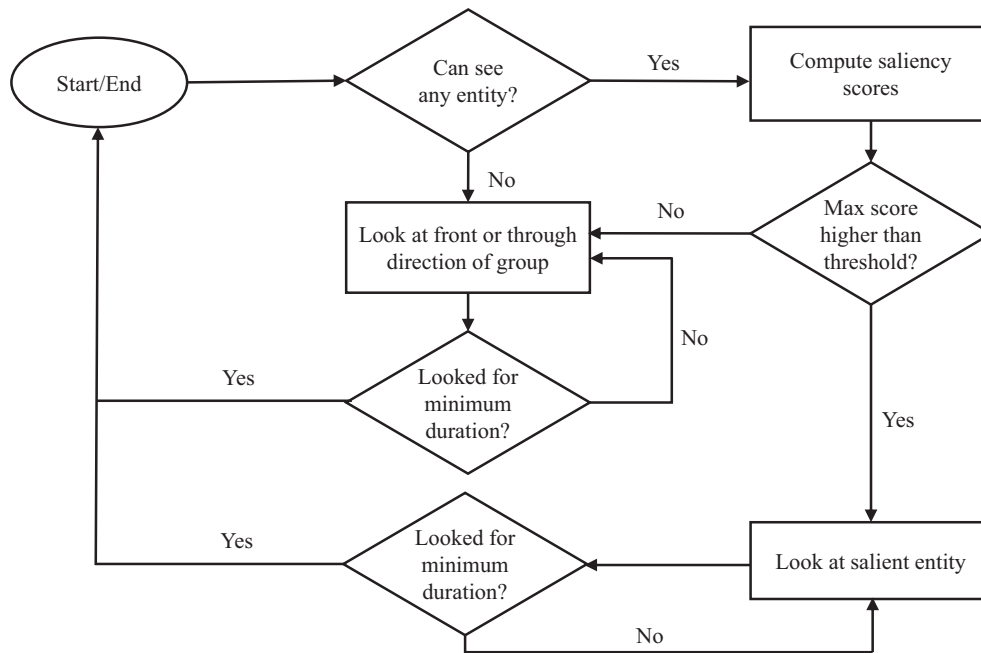 Start/End
Can see
any entity?
Yes
Compute saliency
scores
No
Look at front or through
direction of group
No
Max score
higher than
threshold?
No
Yes
Looked for
minimum
duration?
Yes
Yes
Looked for
minimum
duration?
Look at salient entity
No